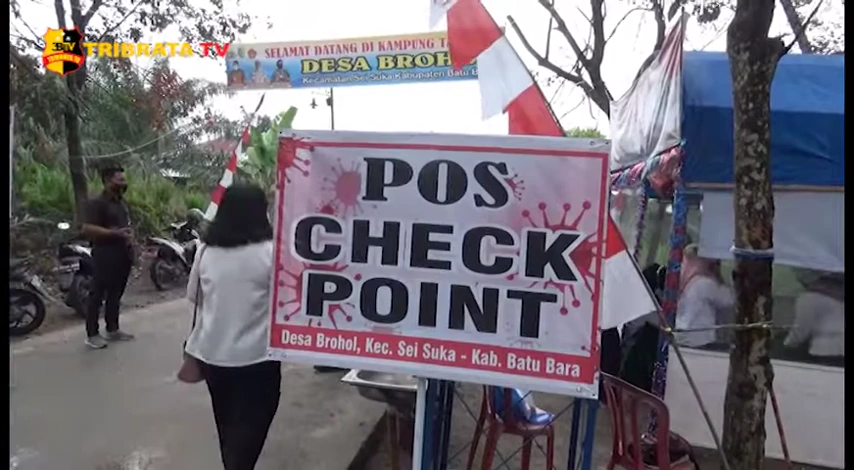 TRIBRATA TV
SELAMAT DATANG DI KAMPUNG
DESA BROHOL
Kecamatan Sei Suka Kabupaten Batu
POS
CHECK
POINT
Desa Brohol, Kec. Sei Suka - Kab. Batu Bara